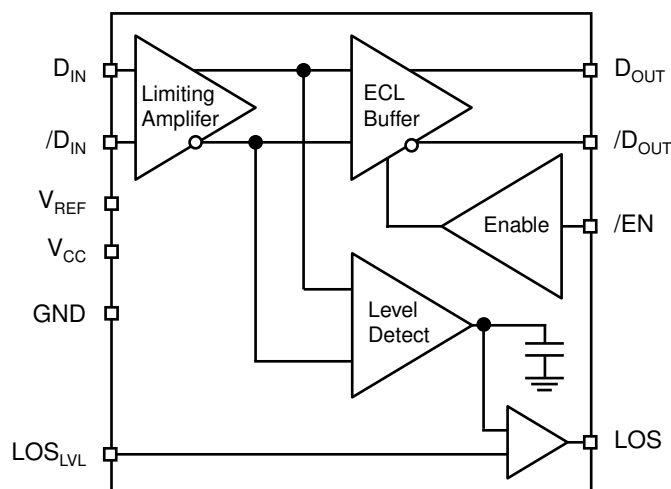 D_IN
/D_IN
V_REF
V_CC
GND
LOS_LVL
Limiting
Amplifer
ECL
Buffer
Enable
Level
Detect
D_OUT
/D_OUT
/EN
LOS